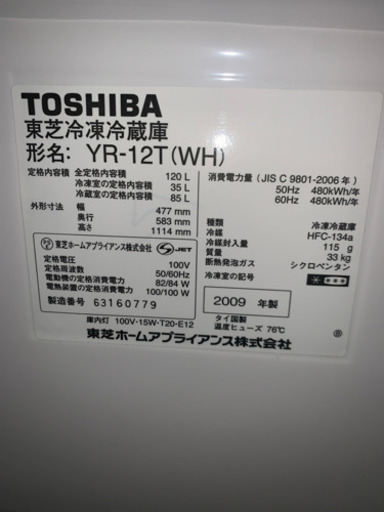 TOSHIBA
東芝冷凍冷蔵庫
形名: YR-12T(WH)
定格内容積 全定格内容積 120 L
冷凍室の定格内容積 35 L
冷蔵室の定格内容積 85 L
外形寸法 幅 477 mm
奥行 583 mm
高さ 1114 mm
東芝ホームアプライアンス株式会社 S JET
定格電圧 100V
定格周波数 50/60Hz
電動機の定格消費電力 82/84 W
電熱装置の定格消費電力 100/100 W
製造番号 63160779
消費電力量 (JIS C 9801-2006 年)
50Hz 480kWh/年
60Hz 480kWh/年
種類 冷凍冷蔵庫
冷媒 HFC-134a
冷媒封入量 115 g
質量 33 kg
断熱発泡ガス シクロペンタン
冷凍室の記号
2009 年製
タイ国製
温度ヒューズ 76℃
庫内灯 100V･15W･T20･E12
東芝ホームアプライアンス株式会社
B